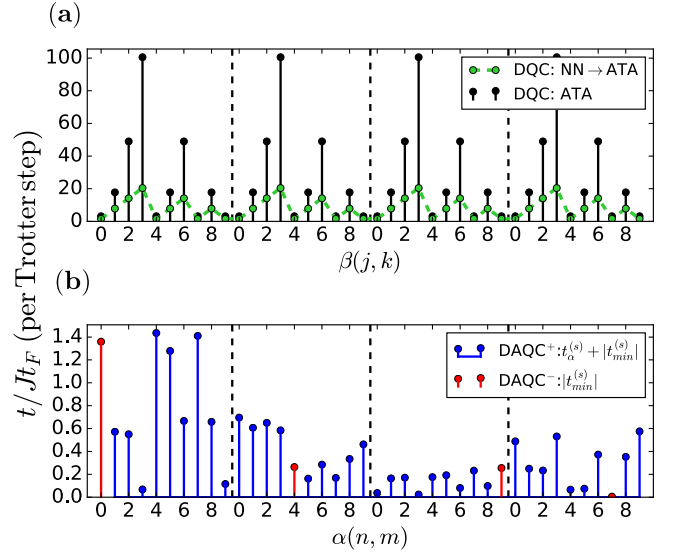 (a)
100
80
60
40
20
0
DQC: NN → ATA
DQC: ATA
0 2 4 6 8 0 2 4 6 8 0 2 4 6 8 0 2 4 6 8
β(j, k)
t/Jt_F (per Trotter step)
(b)
1.4
1.2
1.0
0.8
0.6
0.4
0.2
0.0
DAQC⁺:t_α^(s) + |t_min^(s)|
DAQC⁻:|t_min^(s)|
0 2 4 6 8 0 2 4 6 8 0 2 4 6 8 0 2 4 6 8
α(n, m)